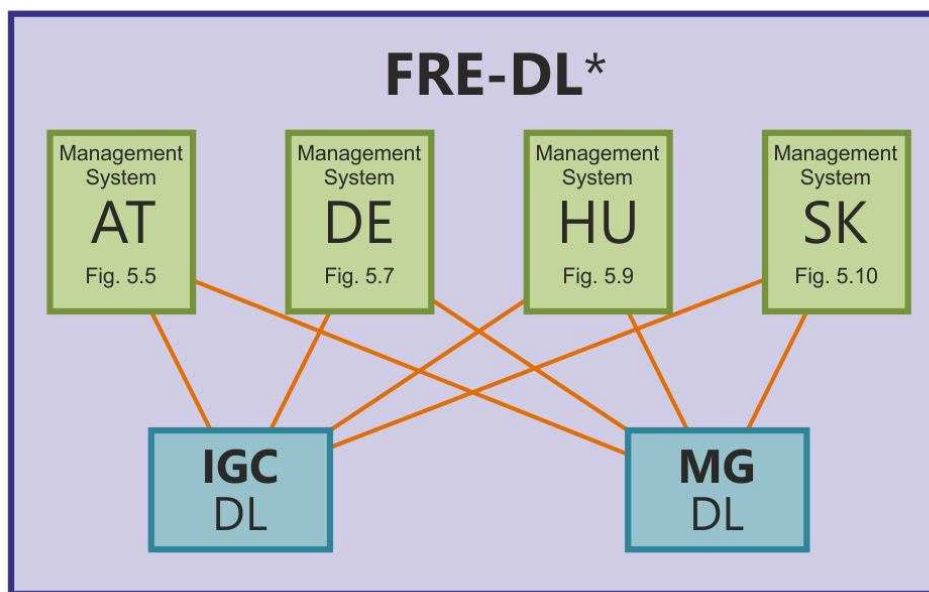 FRE-DL*
Management
System
AT
Fig. 5.5
Management
System
DE
Fig. 5.7
Management
System
HU
Fig. 5.9
Management
System
SK
Fig. 5.10
IGC
DL
MG
DL